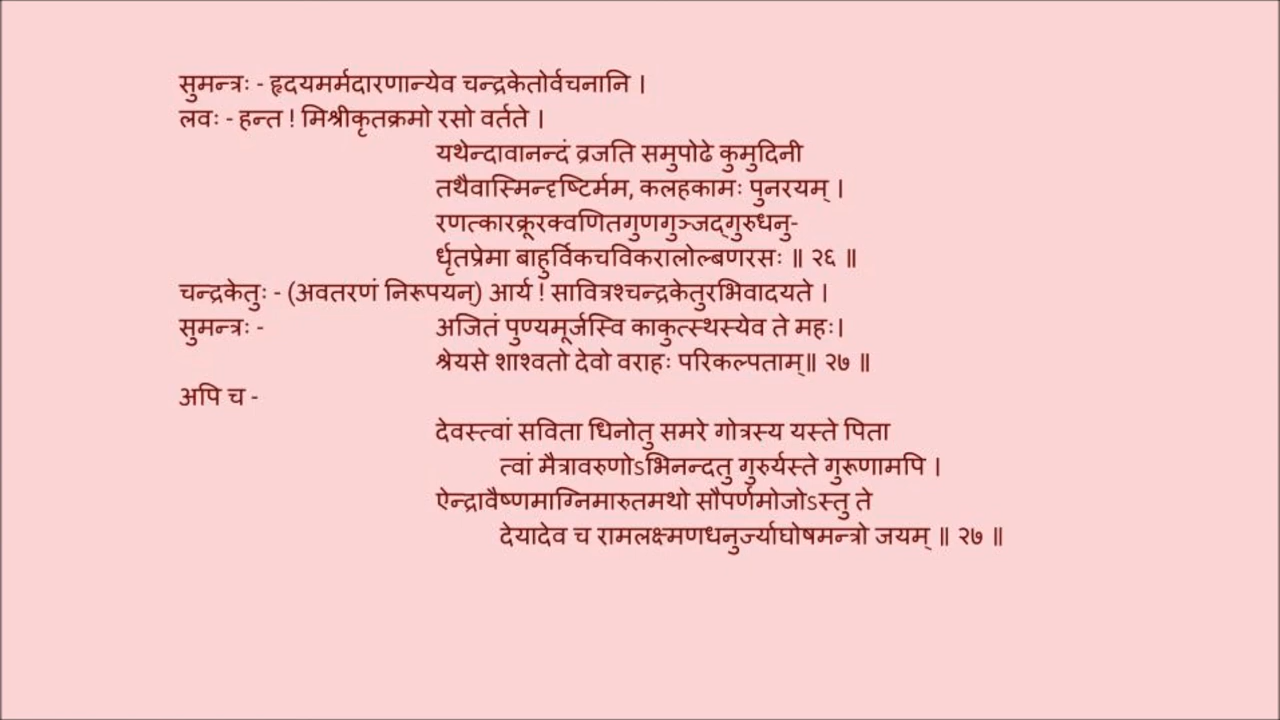 सुमन्त्रः - हृदयमर्मदारणान्येव चन्द्रकेतोर्वचनानि ।
लवः - हन्त ! मिश्रीकृतक्रमो रसो वर्तते ।
यथेन्दावानन्दं व्रजति समुपोढे कुमुदिनी
तथैवास्मिन्दृष्टिर्मम, कलहकामः पुनरयम् ।
रणत्कारक्रूरक्वणितगुणगुञ्जद्गुरुधनु-
र्धृतप्रेमा बाहुर्विकचविकरालोल्बणरसः ॥ २६ ॥
चन्द्रकेतुः - (अवतरणं निरूपयन्) आर्य ! सावित्रश्चन्द्रकेतुरभिवादयते ।
सुमन्त्रः - अजितं पुण्यमूर्जस्वि काकुत्स्थस्येव ते महः।
श्रेयसे शाश्वतो देवो वराहः परिकल्पताम्॥ २७ ॥
अपि च -
देवस्त्वां सविता धिनोतु समरे गोत्रस्य यस्ते पिता
त्वां मैत्रावरुणोऽभिनन्दतु गुरुर्यस्ते गुरूणामपि ।
ऐन्द्रावैष्णमाग्निमारुतमथो सौपर्णमोजोऽस्तु ते
देयादेव च रामलक्ष्मणधनुर्ज्याघोषमन्त्रो जयम् ॥ २७ ॥